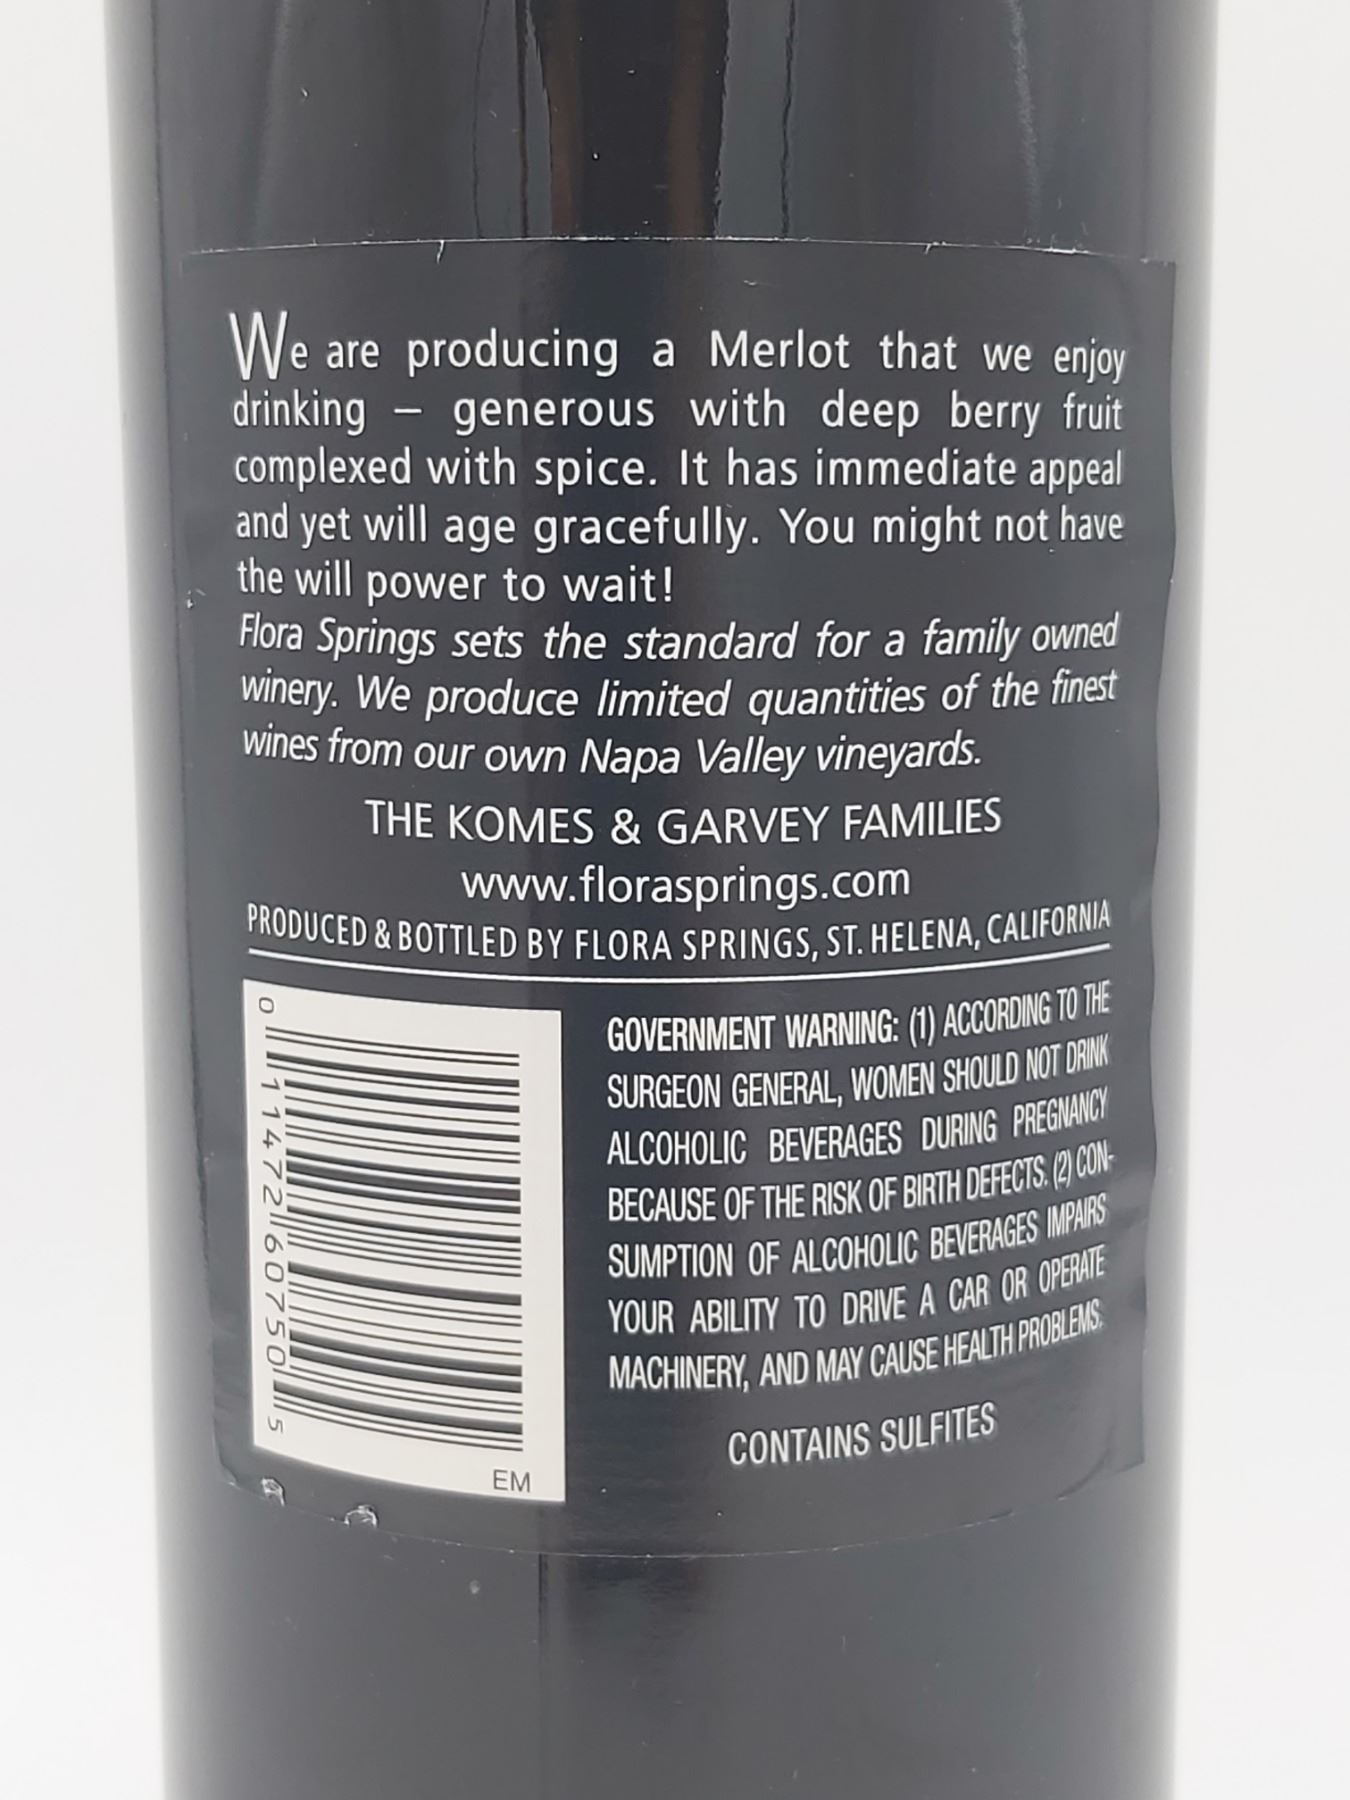 We are producing a Merlot that we enjoy
drinking – generous with deep berry fruit
complexed with spice. It has immediate appeal
and yet will age gracefully. You might not have
the will power to wait!
Flora Springs sets the standard for a family owned
winery. We produce limited quantities of the finest
wines from our own Napa Valley vineyards.
THE KOMES & GARVEY FAMILIES
www.florasprings.com
PRODUCED & BOTTLED BY FLORA SPRINGS, ST. HELENA, CALIFORNIA
0 11472 60750 5
EM
GOVERNMENT WARNING: (1) ACCORDING TO THE
SURGEON GENERAL, WOMEN SHOULD NOT DRINK
ALCOHOLIC BEVERAGES DURING PREGNANCY
BECAUSE OF THE RISK OF BIRTH DEFECTS. (2) CON-
SUMPTION OF ALCOHOLIC BEVERAGES IMPAIRS
YOUR ABILITY TO DRIVE A CAR OR OPERATE
MACHINERY, AND MAY CAUSE HEALTH PROBLEMS.
CONTAINS SULFITES